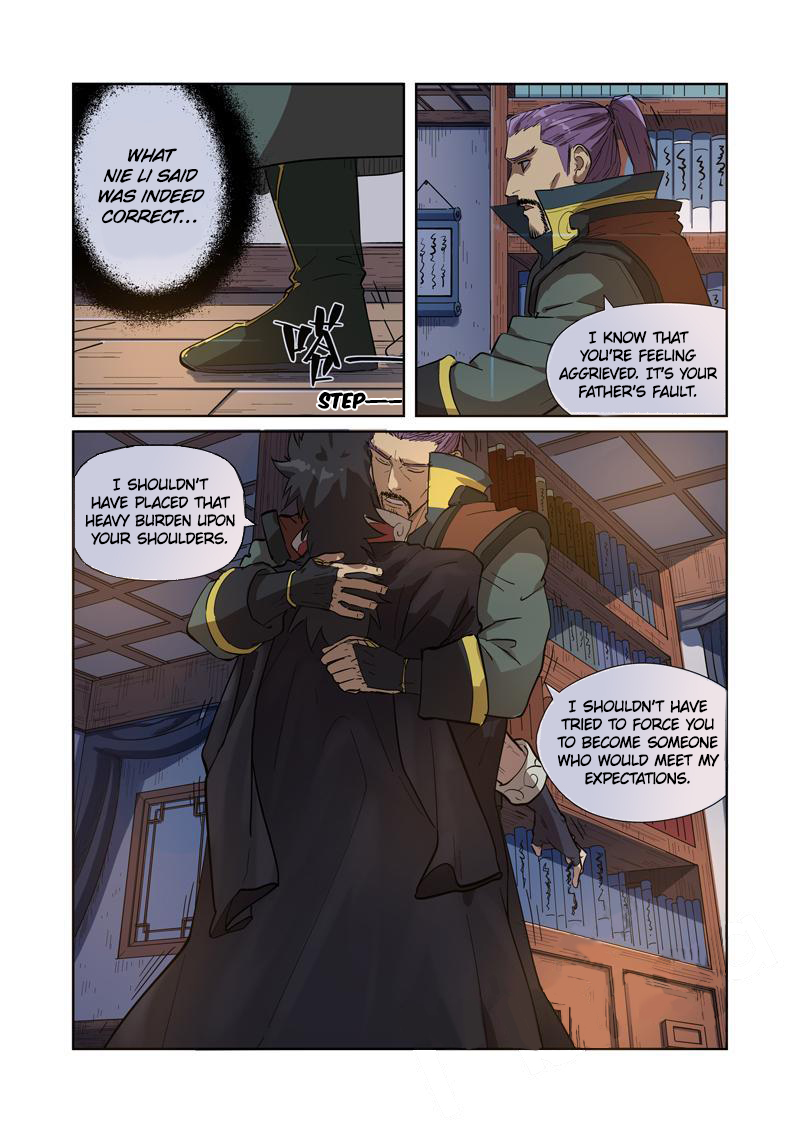 WHAT
NIE LI SAID
WAS INDEED
CORRECT...
嗒
STEP——
I KNOW THAT
YOU'RE FEELING
AGGRIEVED. IT'S YOUR
FATHER'S FAULT.
I SHOULDN'T
HAVE PLACED THAT
HEAVY BURDEN UPON
YOUR SHOULDERS.
I SHOULDN'T HAVE
TRIED TO FORCE YOU
TO BECOME SOMEONE
WHO WOULD MEET MY
EXPECTATIONS.